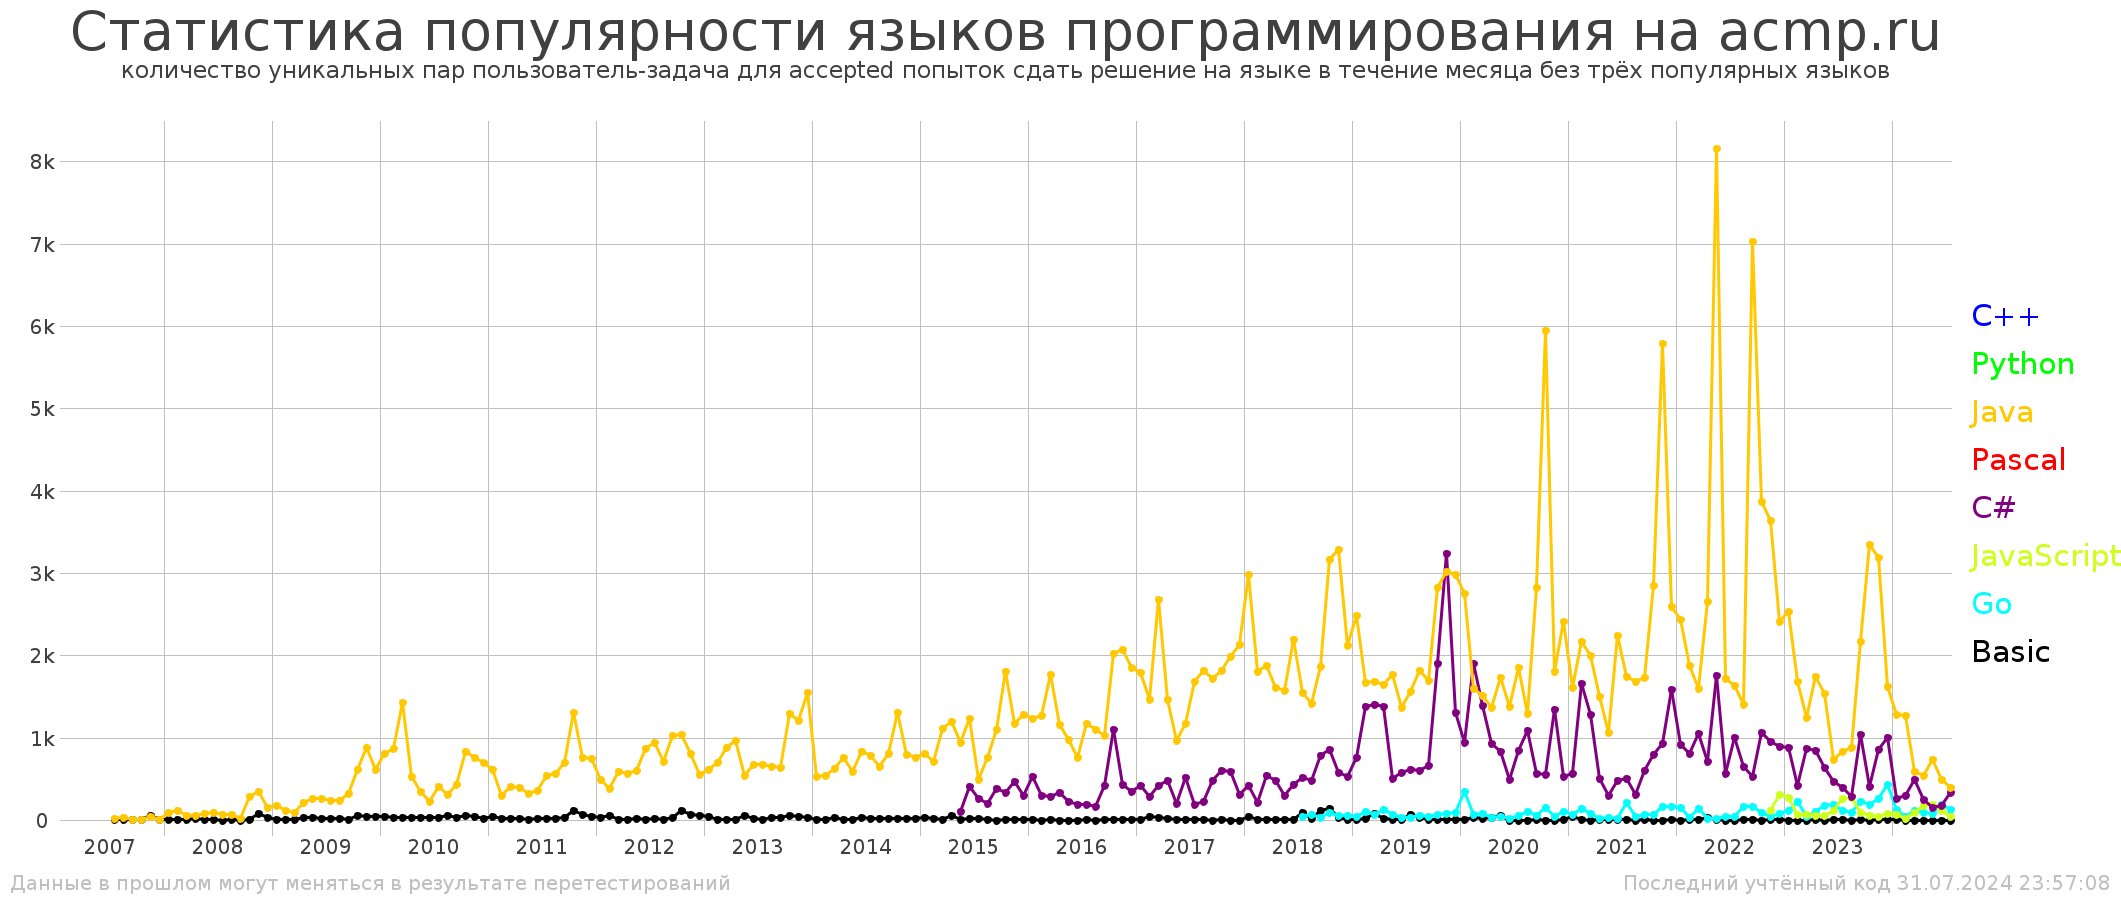 Статистика популярности языков программирования на acmp.ru
количество уникальных пар пользователь-задача для accepted попыток сдать решение на языке в течение месяца без трёх популярных языков
8k
7k
6k
5k
4k
3k
2k
1k
0
2007 2008 2009 2010 2011 2012 2013 2014 2015 2016 2017 2018 2019 2020 2021 2022 2023
C++
Python
Java
Pascal
C#
JavaScript
Go
Basic
Данные в прошлом могут меняться в результате перетестирований
Последний учтённый код 31.07.2024 23:57:08